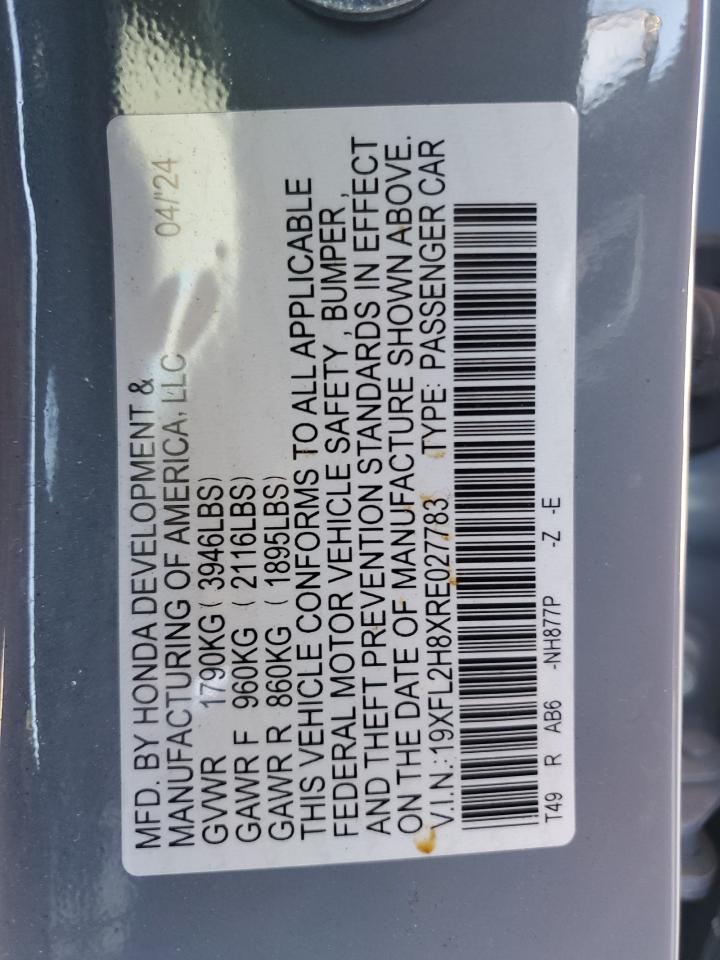 MFD. BY HONDA DEVELOPMENT &
MANUFACTURING OF AMERICA, LLC 04/'24
GVWR 1790KG ( 3946LBS)
GAWR F 960KG ( 2116LBS)
GAWR R 860KG ( 1895LBS)
THIS VEHICLE CONFORMS TO ALL APPLICABLE
FEDERAL MOTOR VEHICLE SAFETY , BUMPER ,
AND THEFT PREVENTION STANDARDS IN EFFECT
ON THE DATE OF MANUFACTURE SHOWN ABOVE.
V.I.N.:19XFL2H8XRE027783 TYPE: PASSENGER CAR
T49 R AB6 -NH877P -Z -E